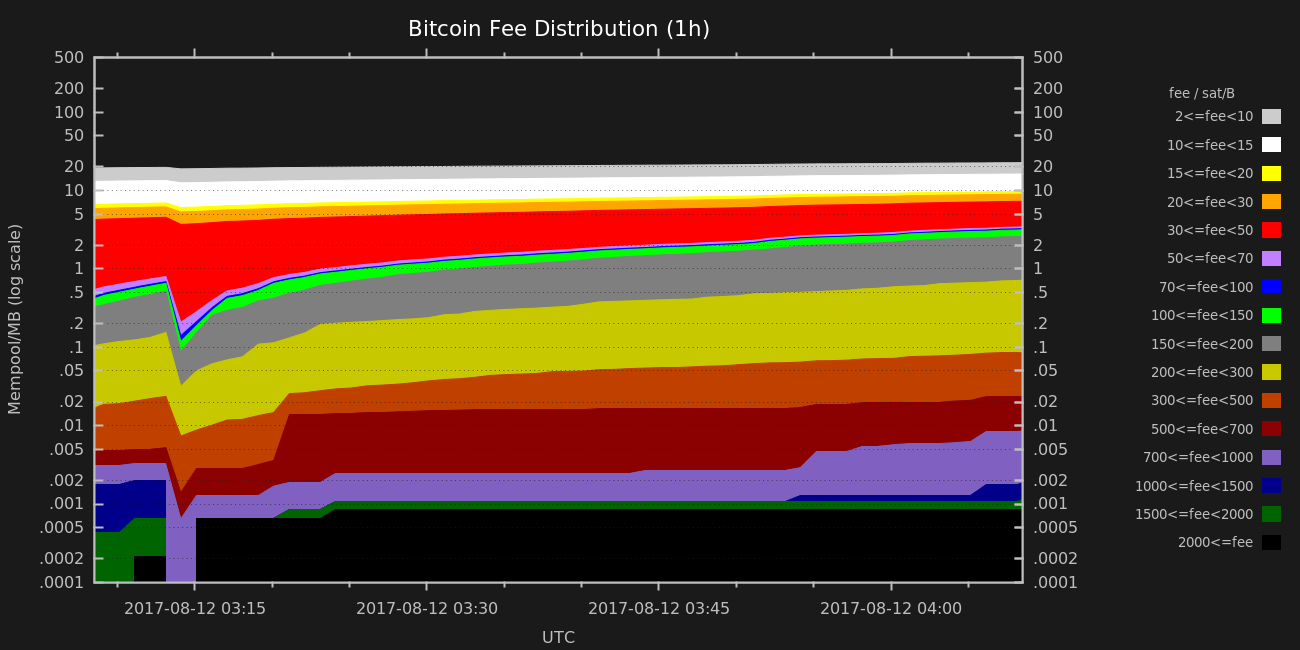 Bitcoin Fee Distribution (1h)
Mempool/MB (log scale)
500
200
100
50
20
10
5
2
1
.5
.2
.1
.05
.02
.01
.005
.002
.001
.0005
.0002
.0001
500
200
100
50
20
10
5
2
1
.5
.2
.1
.05
.02
.01
.005
.002
.001
.0005
.0002
.0001
2017-08-12 03:15 2017-08-12 03:30 2017-08-12 03:45 2017-08-12 04:00
UTC
fee / sat/B
2<=fee<10
10<=fee<15
15<=fee<20
20<=fee<30
30<=fee<50
50<=fee<70
70<=fee<100
100<=fee<150
150<=fee<200
200<=fee<300
300<=fee<500
500<=fee<700
700<=fee<1000
1000<=fee<1500
1500<=fee<2000
2000<=fee